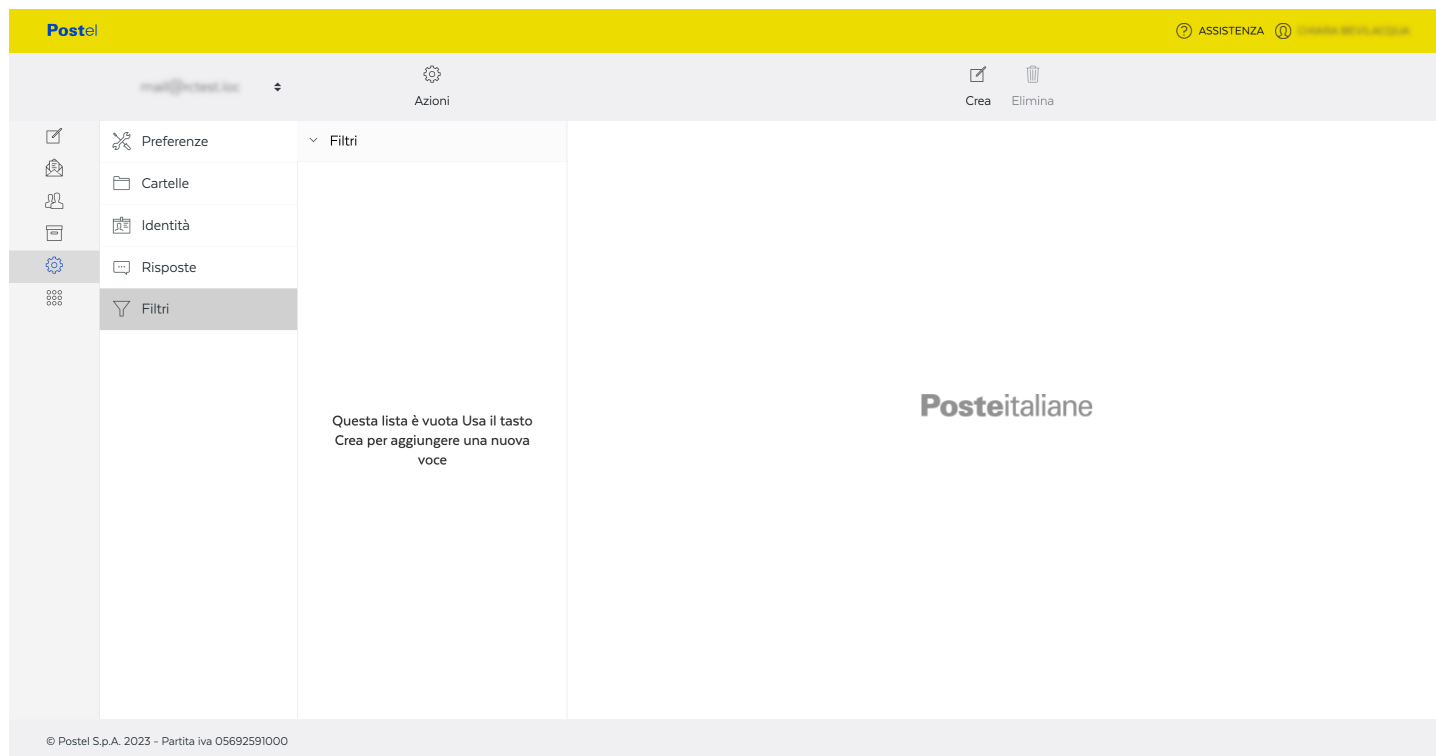 Postel
ASSISTENZA
Azioni
Crea Elimina
Preferenze
Cartelle
Identità
Risposte
Filtri
Filtri
Questa lista è vuota Usa il tasto
Crea per aggiungere una nuova
voce
Posteitaliane
© Postel S.p.A. 2023 - Partita iva 05692591000